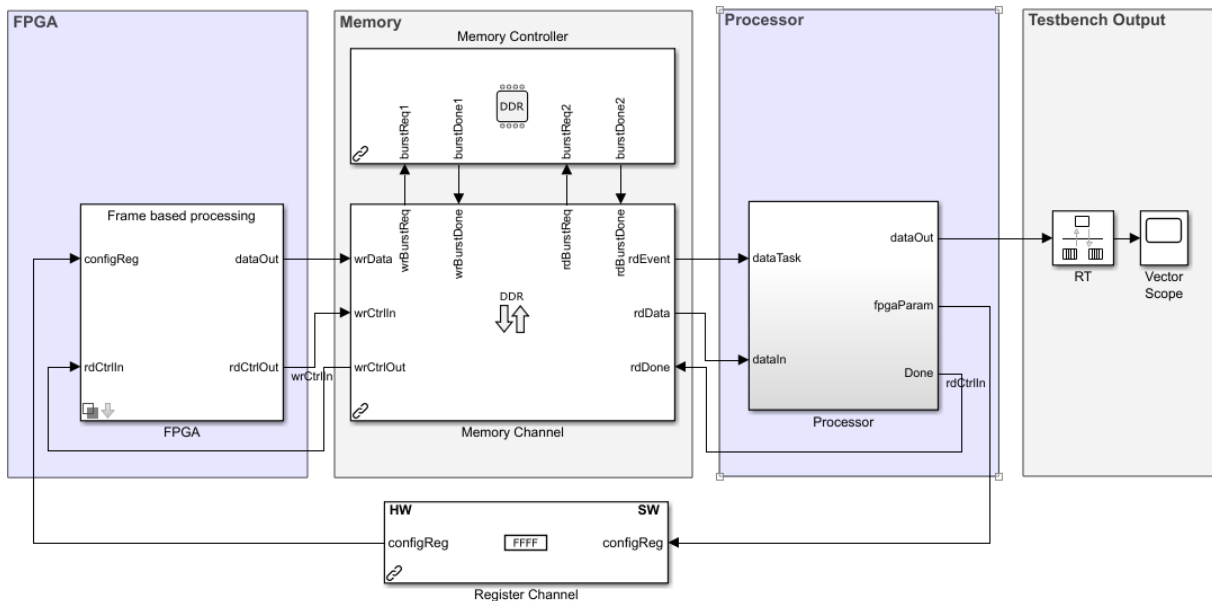 FPGA
Memory
Processor
Testbench Output
Memory Controller
DDR
burstReq1
burstDone1
burstReq2
burstDone2
Frame based processing
configReg
dataOut
rdCtrlIn
rdCtrlOut
FPGA
wrCtrlIn
wrBurstReq
wrBurstDone
rdBurstReq
rdBurstDone
wrData
rdEvent
DDR
wrCtrlIn
rdData
wrCtrlOut
rdDone
Memory Channel
dataOut
dataTask
fpgaParam
dataIn
Done
rdCtrlIn
Processor
RT
Vector
Scope
HW
SW
configReg
FFFF
configReg
Register Channel